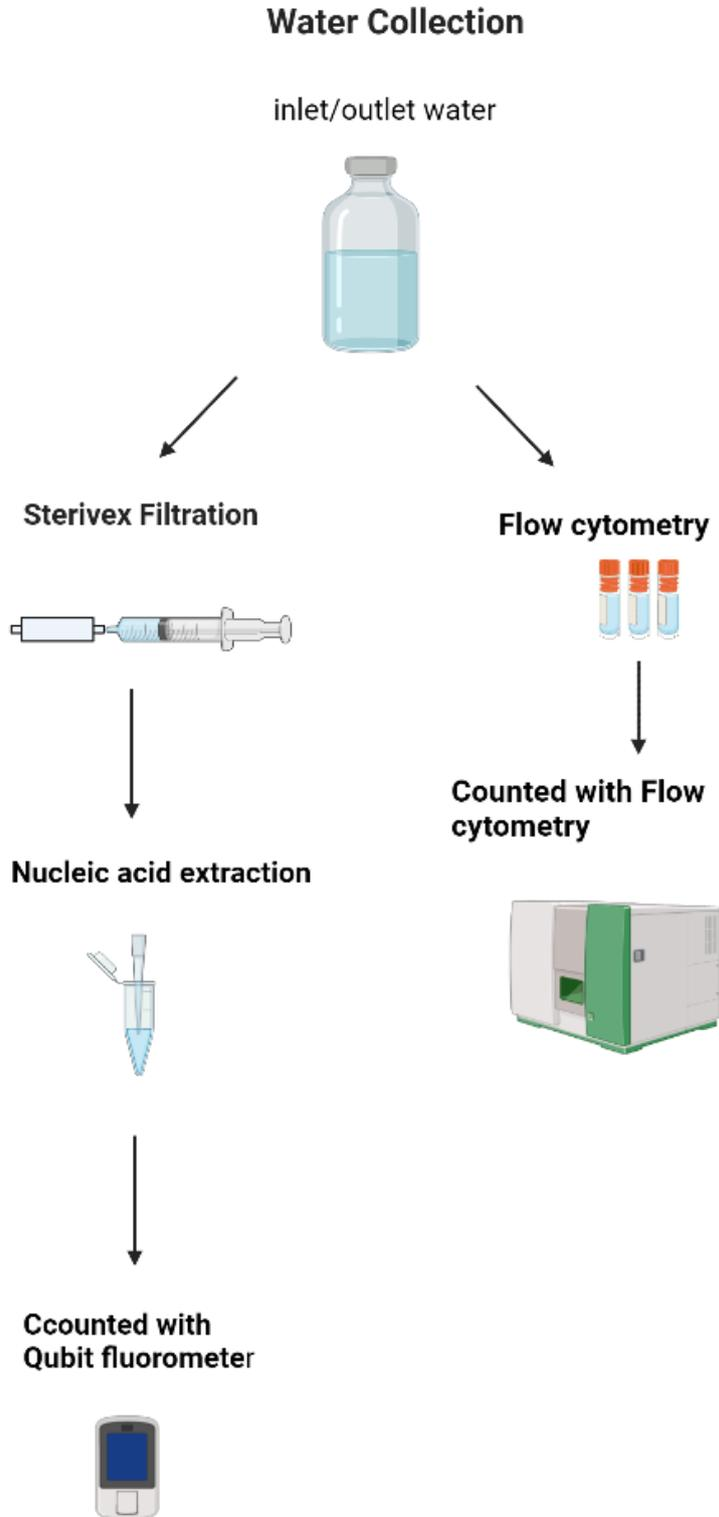 Water Collection
inlet/outlet water
Sterivex Filtration
Flow cytometry
Counted with Flow
cytometry
Nucleic acid extraction
Ccounted with
Qubit fluorometer